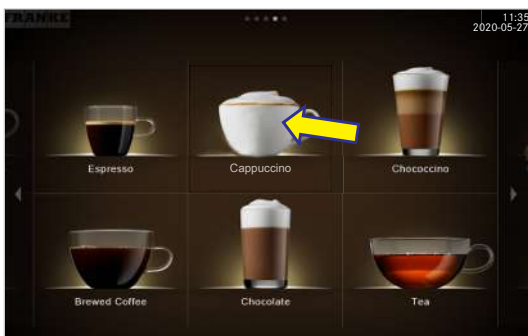 FRANKE
11:35
2020-05-27
Espresso
Cappuccino
Chococcino
Brewed Coffee
Chocolate
Tea